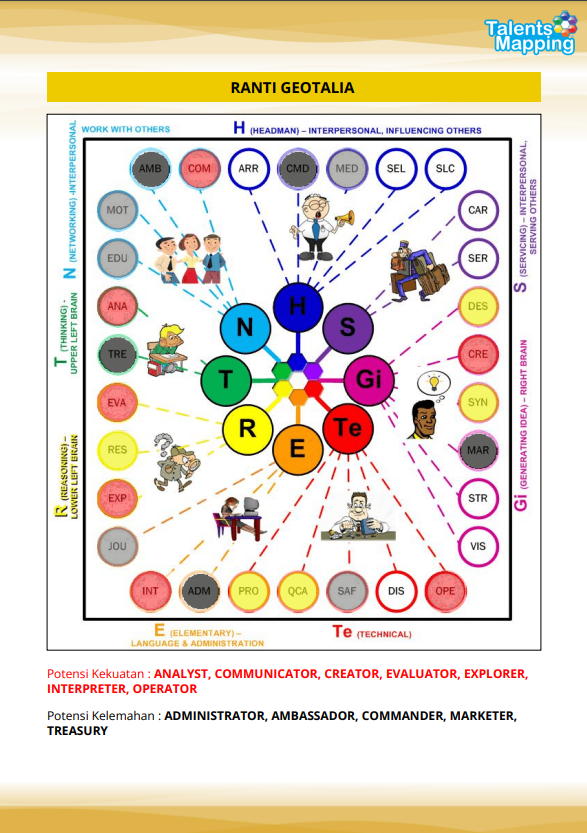 Talents
Mapping
RANTI GEOTALIA
WORK WITH OTHERS
H (HEADMAN) – INTERPERSONAL, INFLUENCING OTHERS
N (NETWORKING) -INTERPERSONAL
T (THINKING) -
UPPER LEFT BRAIN
R (REASONING) –
LOWER LEFT BRAIN
S (SERVICING) – INTERPERSONAL,
SERVING OTHERS
Gi (GENERATING IDEA) – RIGHT BRAIN
AMB COM ARR CMD MED SEL SLC
MOT CAR
EDU SER
ANA DES
TRE CRE
EVA SYN
RES MAR
EXP STR
JOU VIS
H
N S
T Gi
R Te
E
INT ADM PRO QCA SAF DIS OPE
E (ELEMENTARY) –
LANGUAGE & ADMINISTRATION
Te (TECHNICAL)
Potensi Kekuatan : ANALYST, COMMUNICATOR, CREATOR, EVALUATOR, EXPLORER,
INTERPRETER, OPERATOR
Potensi Kelemahan : ADMINISTRATOR, AMBASSADOR, COMMANDER, MARKETER,
TREASURY